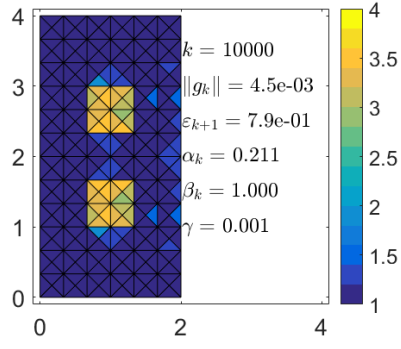 4
3
2
1
0
0
2
4
k = 10000
||g_k|| = 4.5e-03
ε_{k+1} = 7.9e-01
α_k = 0.211
β_k = 1.000
γ = 0.001
4
3.5
3
2.5
2
1.5
1